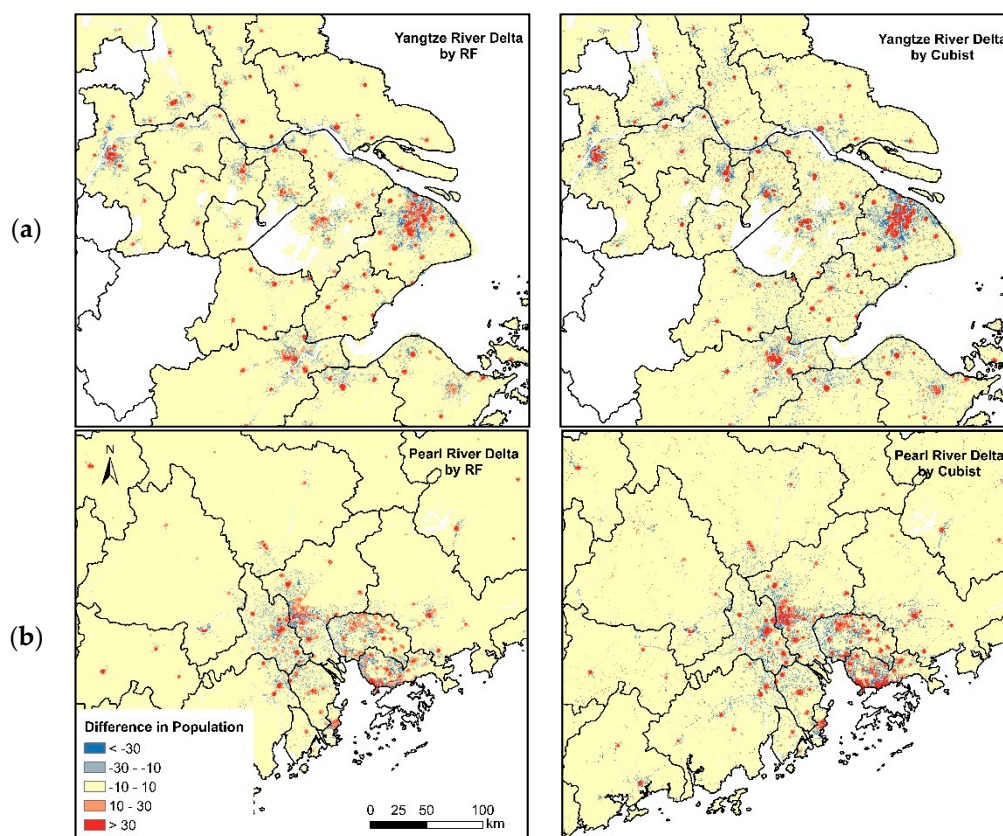 Yangtze River Delta
by RF
Yangtze River Delta
by Cubist
(a)
N
Pearl River Delta
by RF
Pearl River Delta
by Cubist
(b)
Difference in Population
< -30
-30 - -10
-10 - 10
10 - 30
> 30
0 25 50 100
km